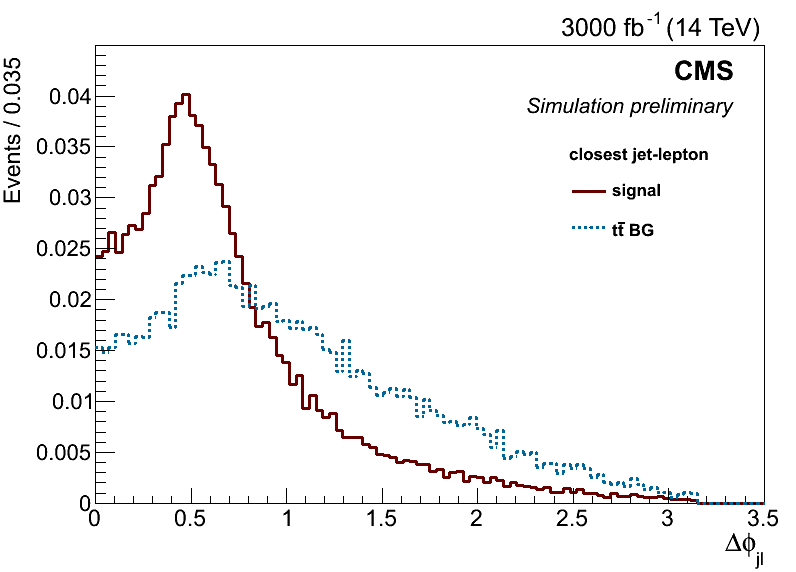 3000 fb⁻¹ (14 TeV)
CMS
Simulation preliminary
closest jet-lepton
signal
tt̄ BG
Events / 0.035
0.04
0.035
0.03
0.025
0.02
0.015
0.01
0.005
0
0 0.5 1 1.5 2 2.5 3 3.5
Δϕjl